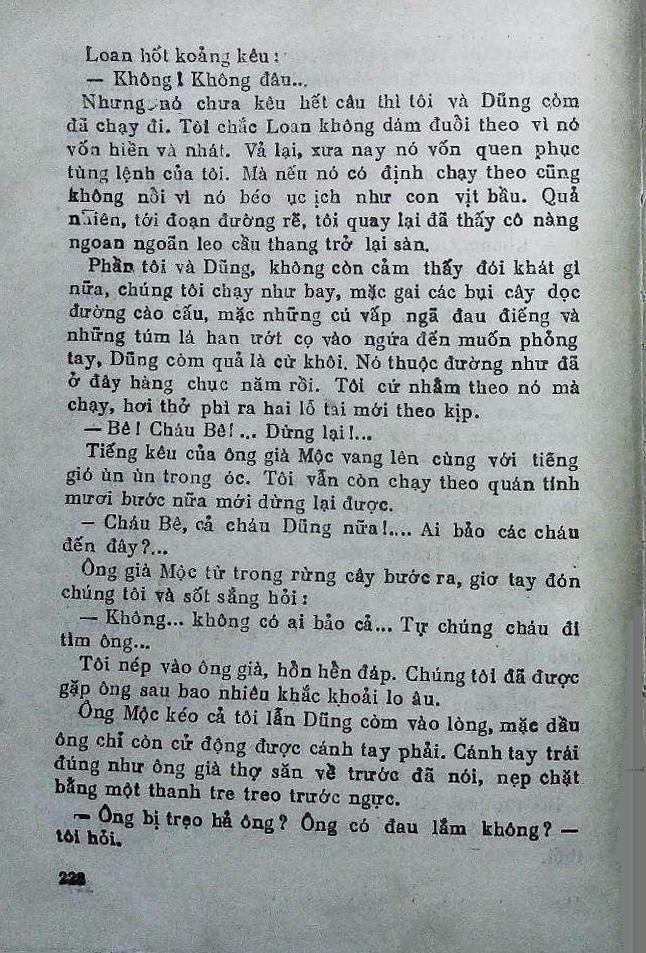 Loan hốt koảng kêu:
— Không! Không đâu...
Nhưng nó chưa kêu hết câu thì tôi và Dũng còm
đã chạy đi. Tôi chắc Loan không dám đuổi theo vì nó
vốn hiền và nhát. Vả lại, xưa nay nó vốn quen phục
tùng lệnh của tôi. Mà nếu nó có định chạy theo cũng
không nổi vì nó béo ục ịch như con vịt bầu. Quả
nhiên, tới đoạn đường rẽ, tôi quay lại đã thấy cô nàng
ngoan ngoãn leo cầu thang trở lại sàn.
Phần tôi và Dũng, không còn cảm thấy đói khát gì
nữa, chúng tôi chạy như bay, mặc gai các bụi cây dọc
đường cào cấu, mặc những cú vấp ngã đau điếng và
những túm lá han ướt cọ vào ngứa đến muốn phỏng
tay, Dũng còm quả là cừ khôi. Nó thuộc đường như đã
ở đây hàng chục năm rồi. Tôi cứ nhằm theo nó mà
chạy, hơi thở phì ra hai lỗ tai mới theo kịp.
— Bê! Cháu Bê!... Dừng lại!...
Tiếng kêu của ông già Mộc vang lên cùng với tiếng
gió ùn ùn trong óc. Tôi vẫn còn chạy theo quán tính
mươi bước nữa mới dừng lại được.
— Cháu Bê, cả cháu Dũng nữa!.... Ai bảo các cháu
đến đây?...
Ông già Mộc từ trong rừng cây bước ra, giơ tay đón
chúng tôi và sốt sắng hỏi:
— Không... không có ai bảo cả... Tự chúng cháu đi
tìm ông...
Tôi nép vào ông già, hổn hển đáp. Chúng tôi đã được
gặp ông sau bao nhiêu khắc khoải lo âu.
Ông Mộc kéo cả tôi lẫn Dũng còm vào lòng, mặc dầu
ông chỉ còn cử động được cánh tay phải. Cánh tay trái
đúng như ông già thợ săn về trước đã nói, nẹp chặt
bằng một thanh tre treo trước ngực.
— Ông bị trẹo hả ông? Ông có đau lắm không? —
tôi hỏi.
228